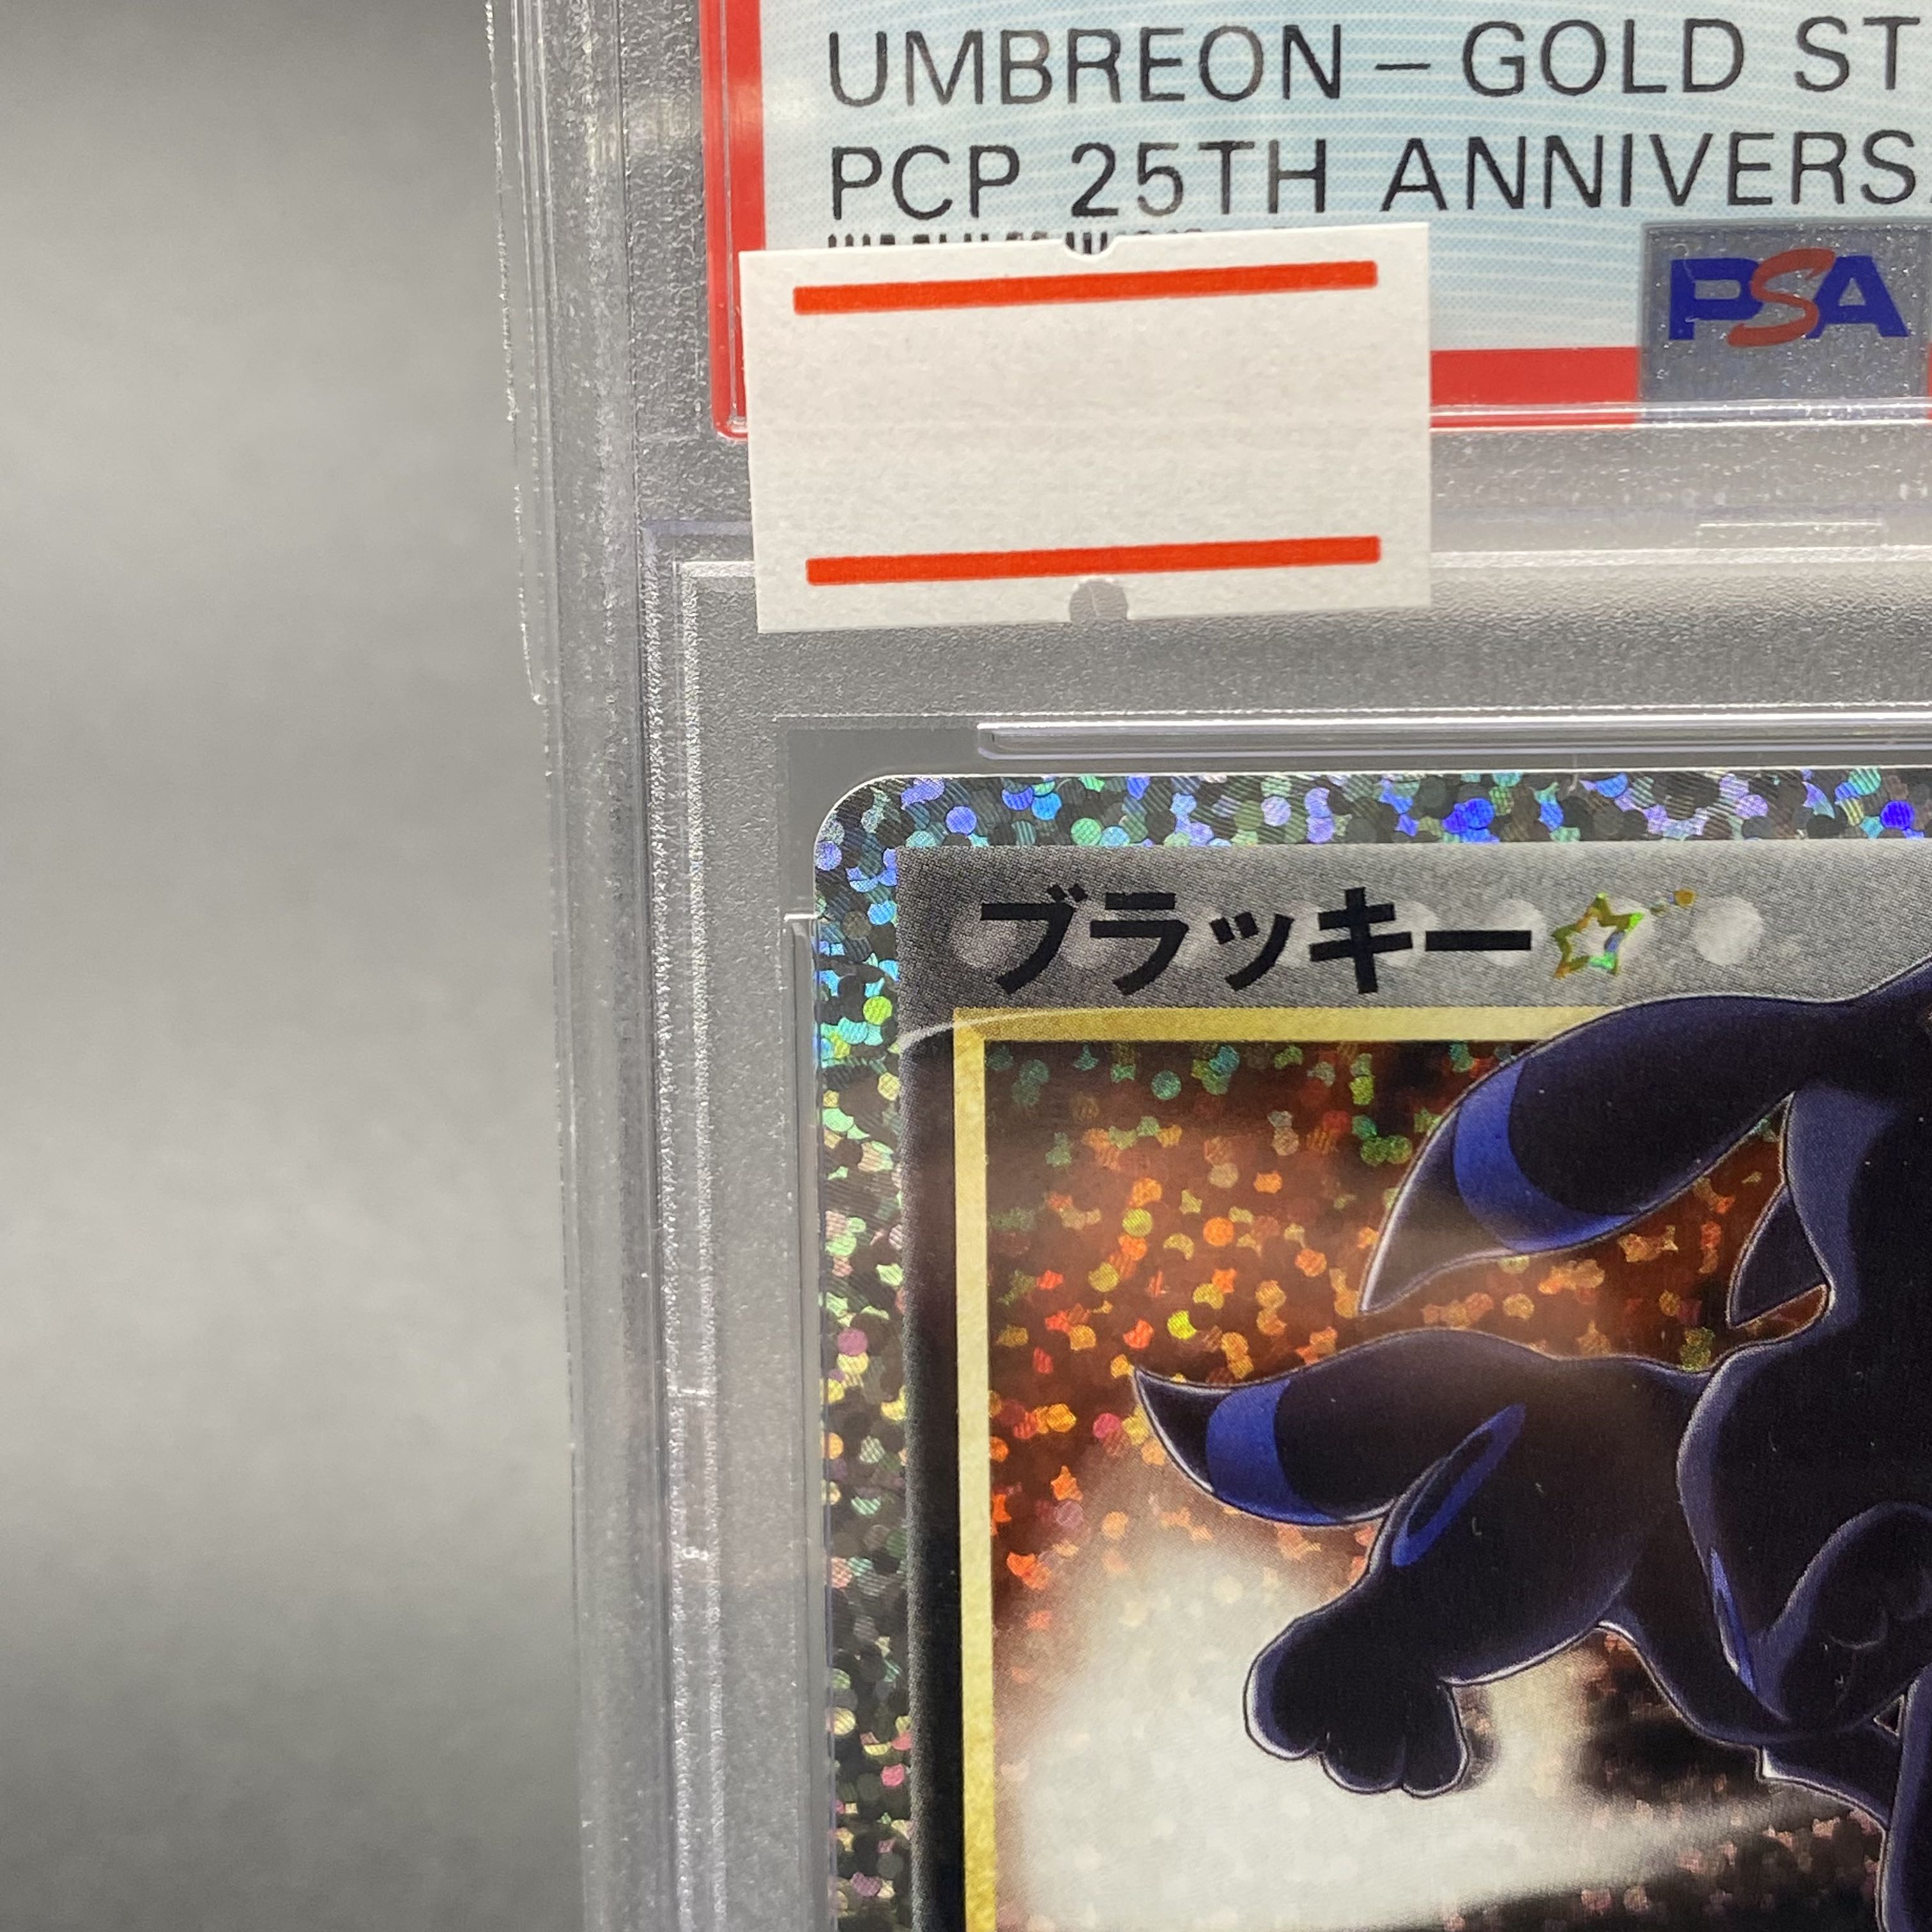 UMBREON – GOLD ST
PCP 25TH ANNIVERS
PSA
ブラッキー☆